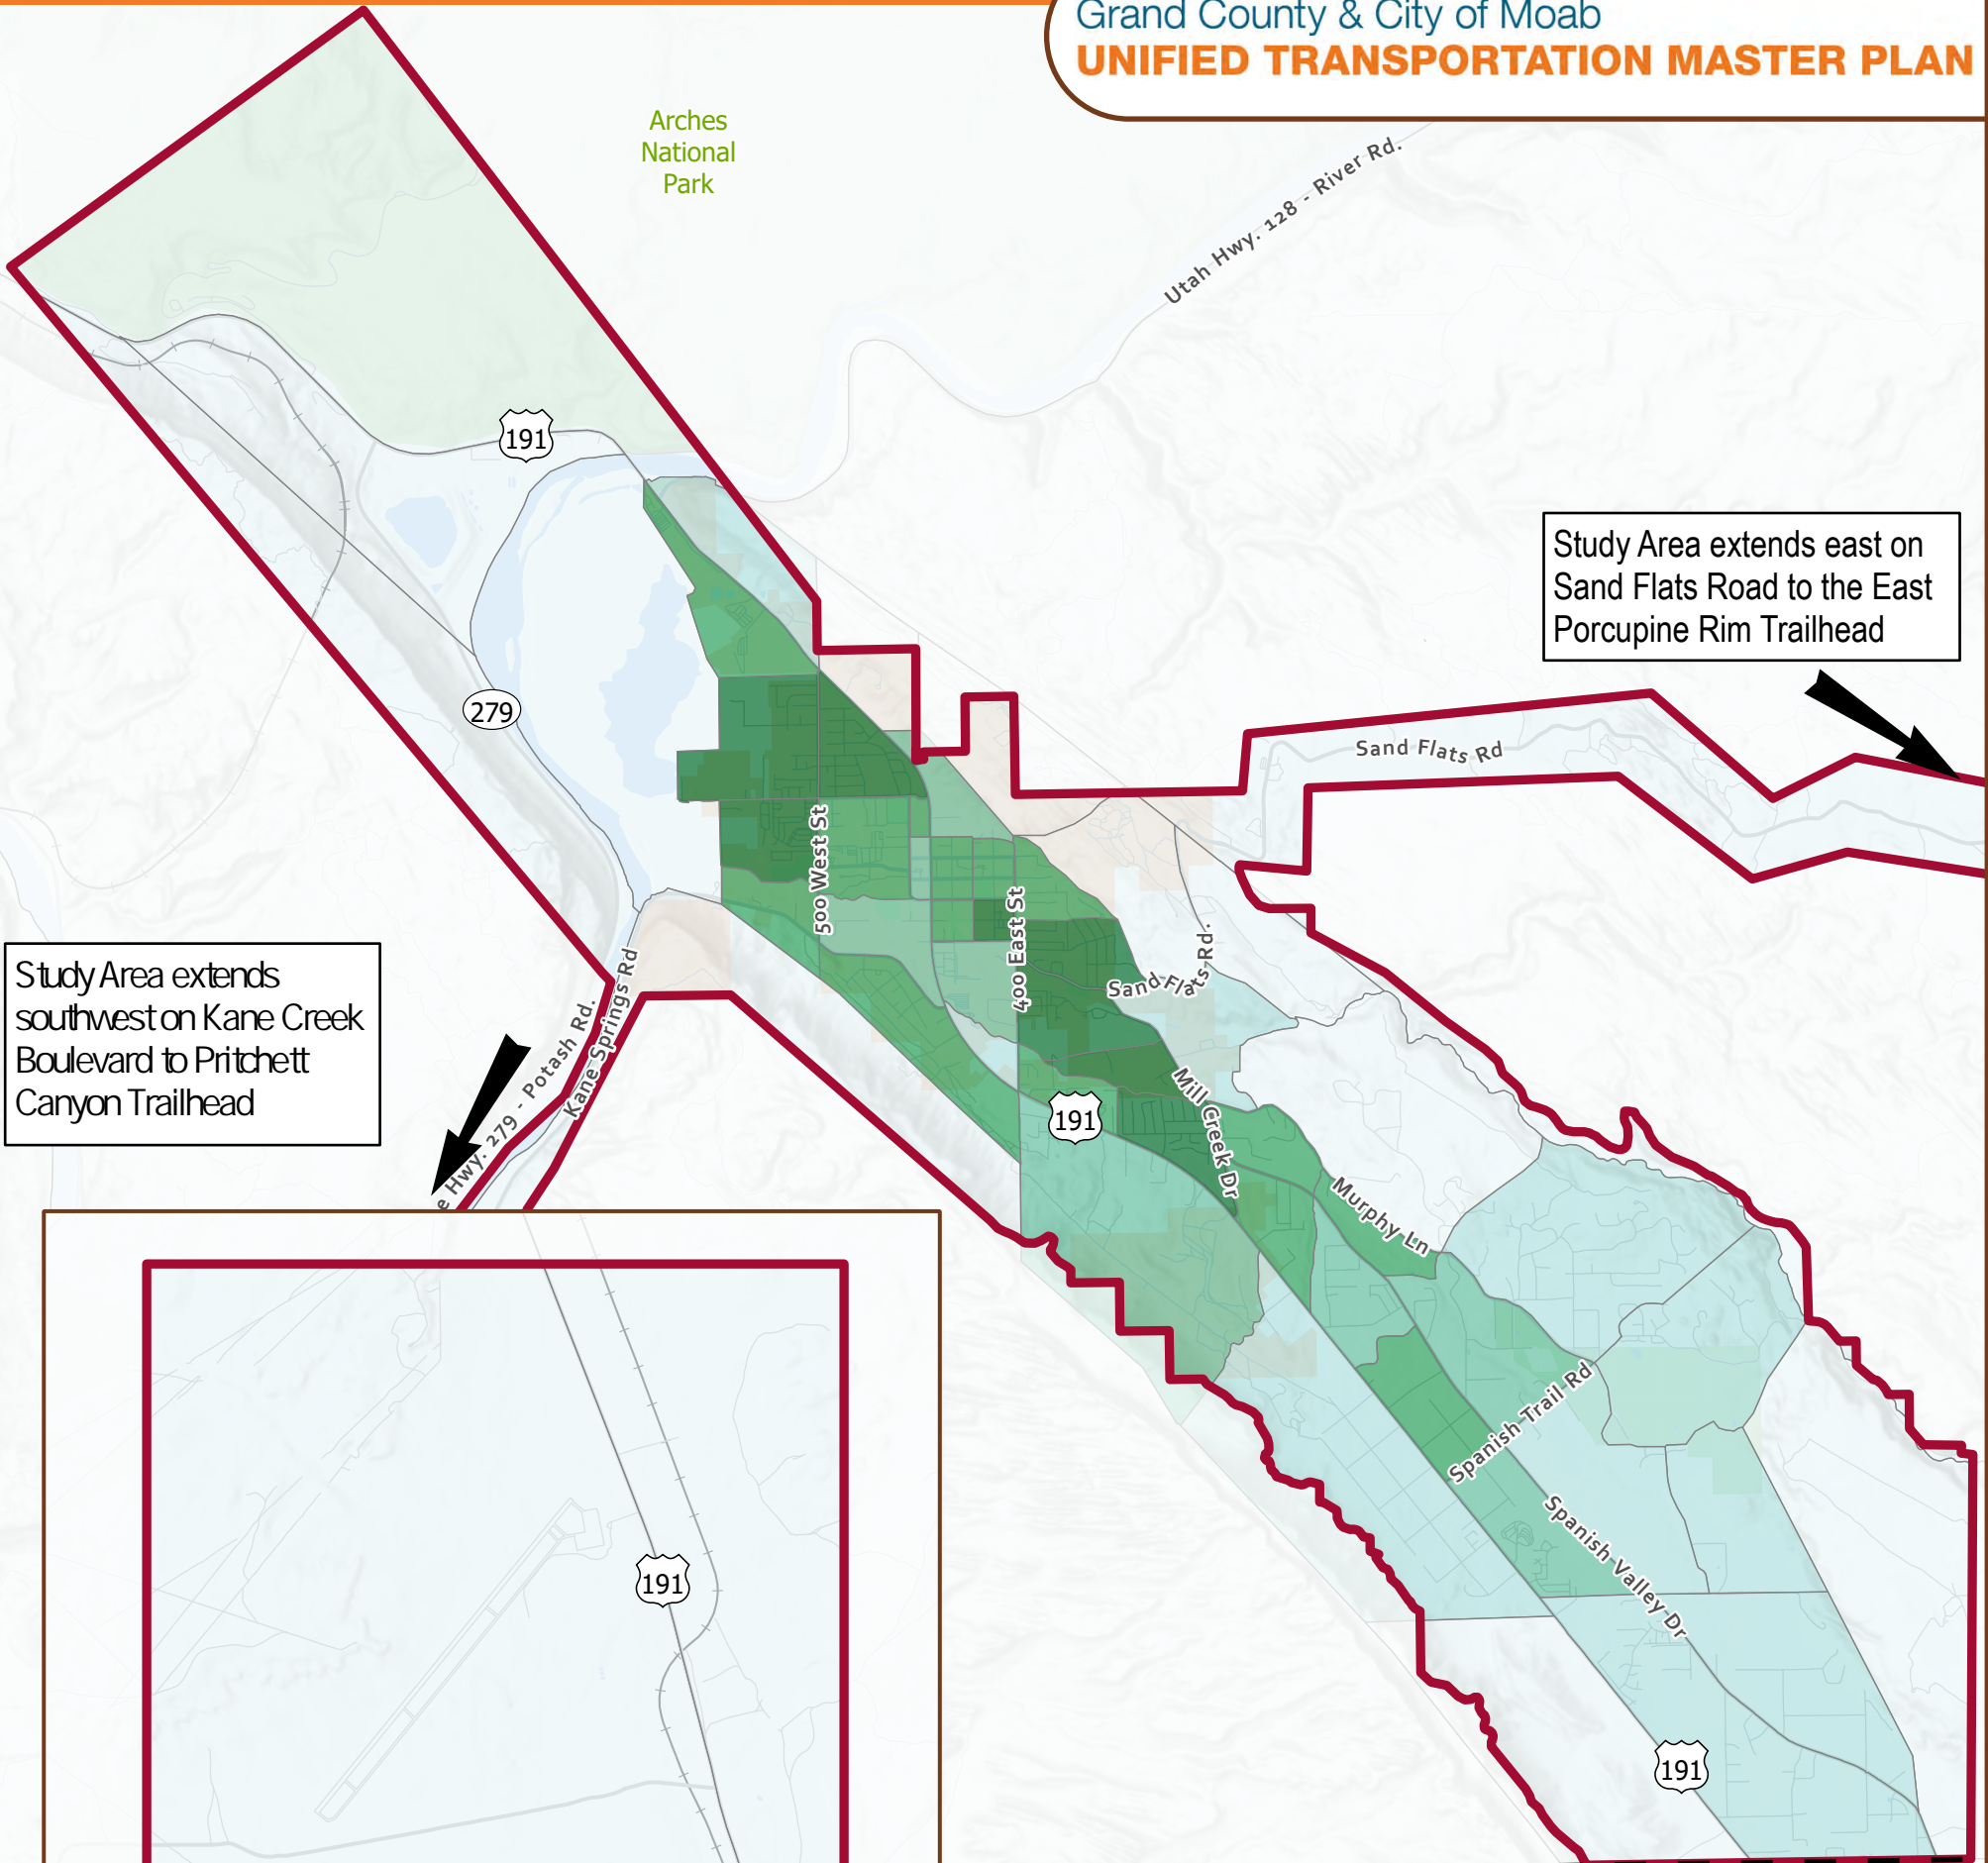 Grand County & City of Moab
UNIFIED TRANSPORTATION MASTER PLAN
Arches
National
Park
Utah Hwy. 128 - River Rd.
191
Study Area extends east on
Sand Flats Road to the East
Porcupine Rim Trailhead
279
Sand Flats Rd
500 West St
400 East St
Sand Flats Rd.
Study Area extends
southwest on Kane Creek
Boulevard to Pritchett
Canyon Trailhead
e Hwy. 279 - Potash Rd.
Kane Springs Rd
191
Mill Creek Dr
Murphy Ln
Spanish Trail Rd
Spanish Valley Dr
191
191